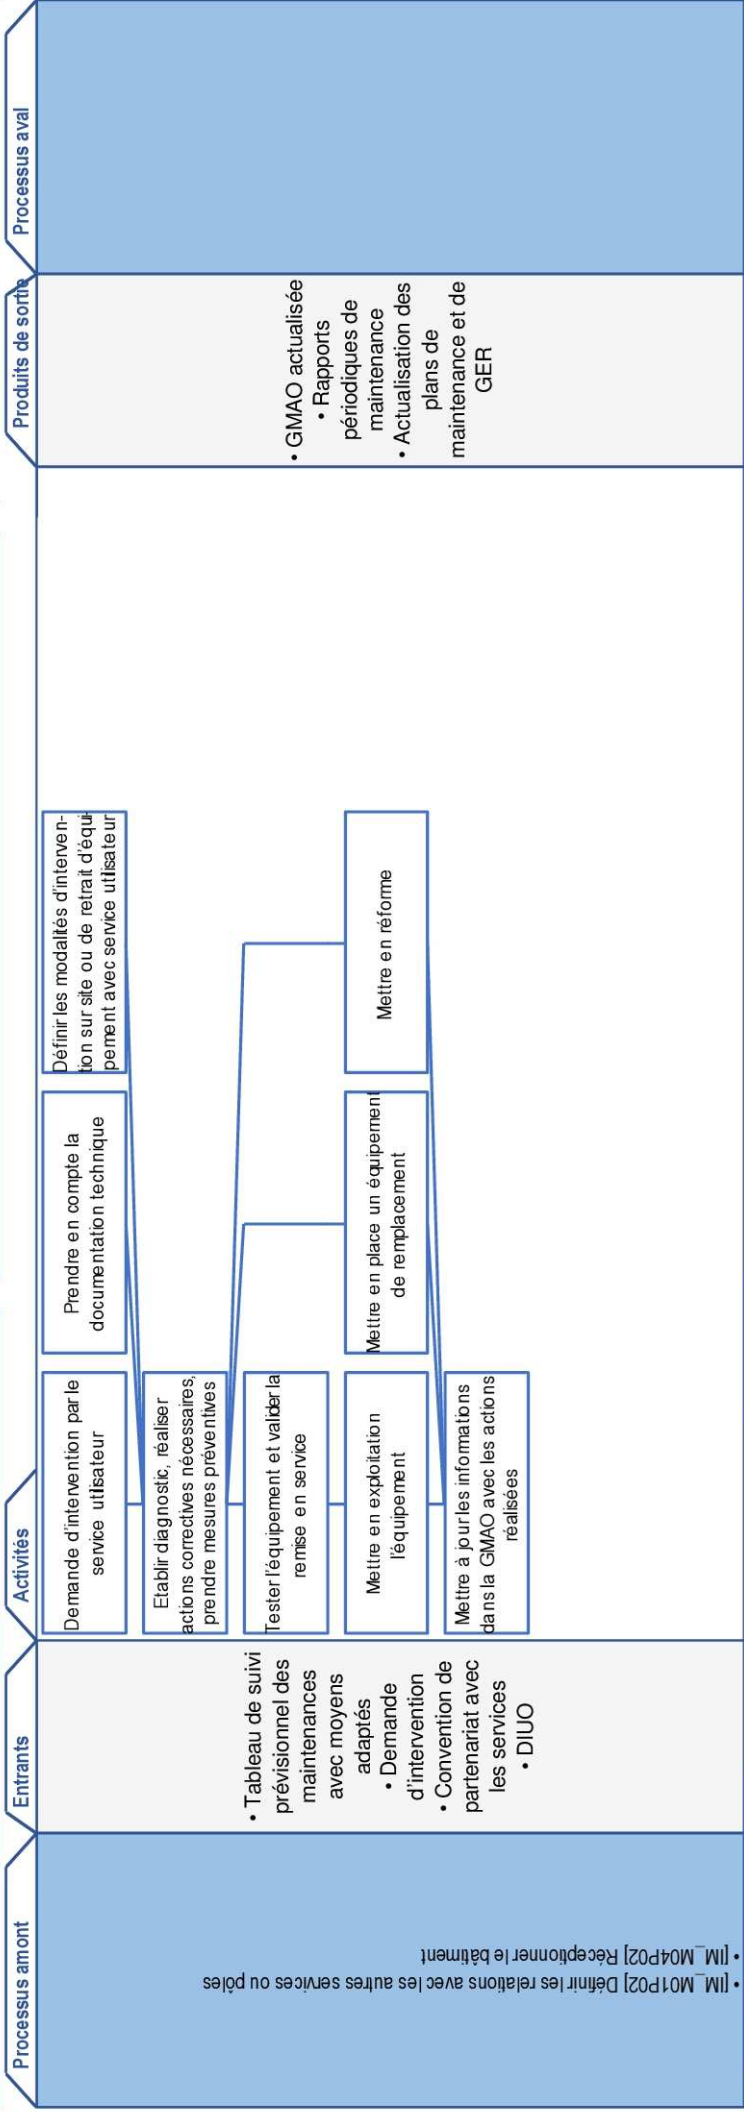 Processus amont
Entrants
Activités
Produits de sortie
Processus aval
• [IM_M01P02] Définir les relations avec les autres services ou pôles
• [IM_M04P02] Réceptionner le bâtiment
• Tableau de suivi
prévisionnel des
maintenances
avec moyens
adaptés
• Demande
d'intervention
• Convention de
partenariat avec
les services
• DIUO
Demande d'intervention par le
service utilisateur
Prendre en compte la
documentation technique
Définir les modalités d'interven-
tion sur site ou de retrait d'équi-
pement avec service utilisateur
Etablir diagnostic, réaliser
actions correctives nécessaires,
prendre mesures préventives
Tester l'équipement et valider la
remise en service
Mettre en exploitation
l'équipement
Mettre en place un équipement
de remplacement
Mettre en réforme
Mettre à jour les informations
dans la GMAO avec les actions
réalisées
• GMAO actualisée
• Rapports
périodiques de
maintenance
• Actualisation des
plans de
maintenance et de
GER